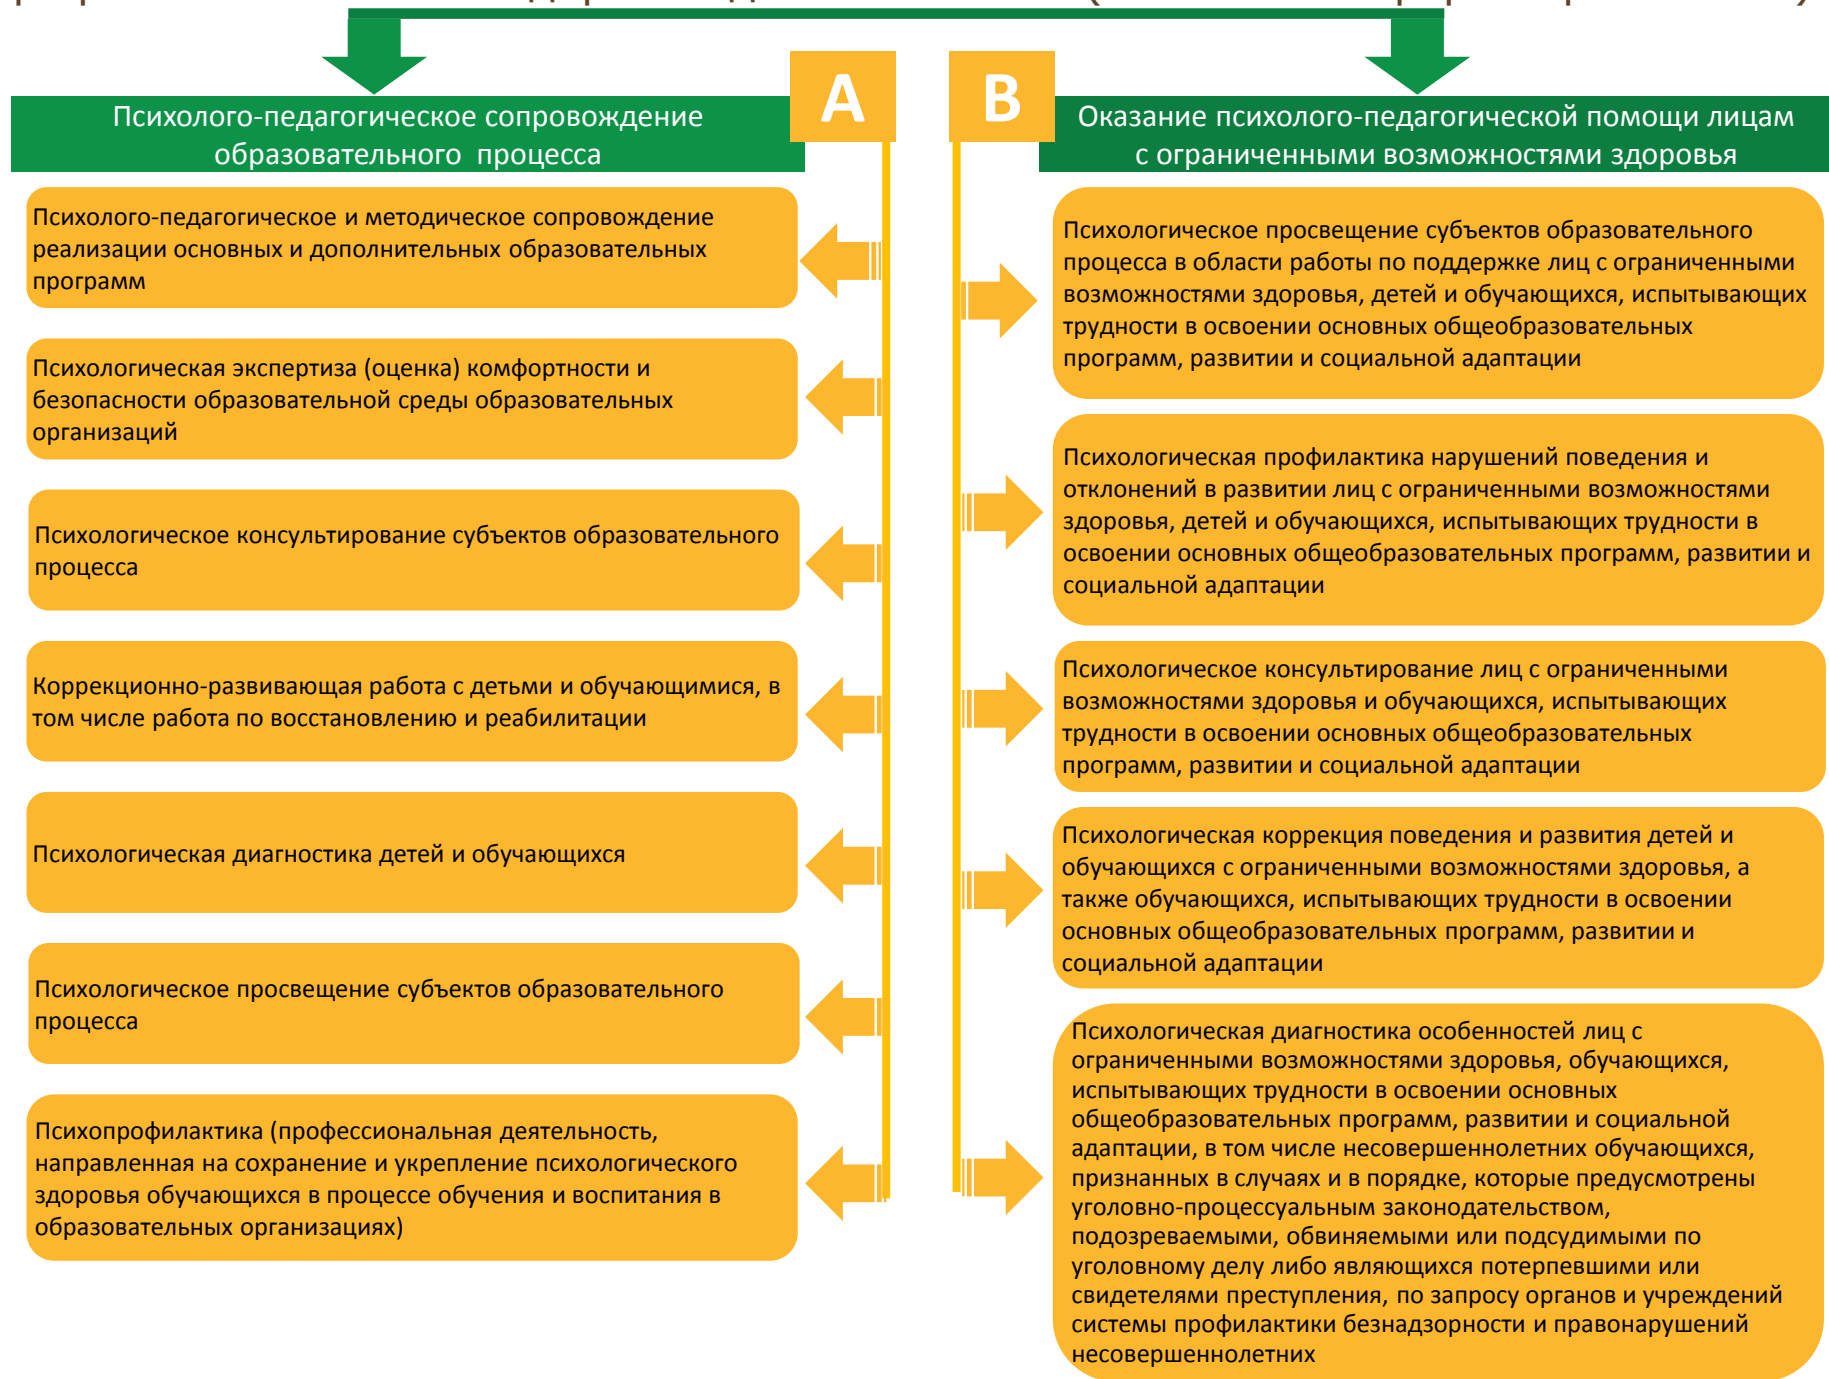 A
Психолого-педагогическое сопровождение
образовательного процесса
Психолого-педагогическое и методическое сопровождение
реализации основных и дополнительных образовательных
программ
Психологическая экспертиза (оценка) комфортности и
безопасности образовательной среды образовательных
организаций
Психологическое консультирование субъектов образовательного
процесса
Коррекционно-развивающая работа с детьми и обучающимися, в
том числе работа по восстановлению и реабилитации
Психологическая диагностика детей и обучающихся
Психологическое просвещение субъектов образовательного
процесса
Психопрофилактика (профессиональная деятельность,
направленная на сохранение и укрепление психологического
здоровья обучающихся в процессе обучения и воспитания в
образовательных организациях)
B
Оказание психолого-педагогической помощи лицам
с ограниченными возможностями здоровья
Психологическое просвещение субъектов образовательного
процесса в области работы по поддержке лиц с ограниченными
возможностями здоровья, детей и обучающихся, испытывающих
трудности в освоении основных общеобразовательных
программ, развитии и социальной адаптации
Психологическая профилактика нарушений поведения и
отклонений в развитии лиц с ограниченными возможностями
здоровья, детей и обучающихся, испытывающих трудности в
освоении основных общеобразовательных программ, развитии и
социальной адаптации
Психологическое консультирование лиц с ограниченными
возможностями здоровья и обучающихся, испытывающих
трудности в освоении основных общеобразовательных
программ, развитии и социальной адаптации
Психологическая коррекция поведения и развития детей и
обучающихся с ограниченными возможностями здоровья, а
также обучающихся, испытывающих трудности в освоении
основных общеобразовательных программ, развитии и
социальной адаптации
Психологическая диагностика особенностей лиц с
ограниченными возможностями здоровья, обучающихся,
испытывающих трудности в освоении основных
общеобразовательных программ, развитии и социальной
адаптации, в том числе несовершеннолетних обучающихся,
признанных в случаях и в порядке, которые предусмотрены
уголовно-процессуальным законодательством,
подозреваемыми, обвиняемыми или подсудимыми по
уголовному делу либо являющихся потерпевшими или
свидетелями преступления, по запросу органов и учреждений
системы профилактики безнадзорности и правонарушений
несовершеннолетних